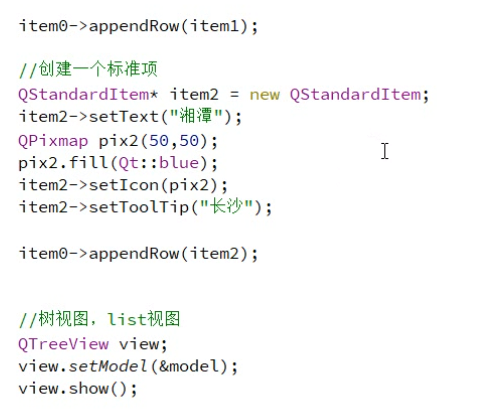 item0->appendRow(item1);
//创建一个标准项
QStandardItem* item2 = new QStandardItem;
item2->setText("湘潭");
QPixmap pix2(50,50);
pix2.fill(Qt::blue);
item2->setIcon(pix2);
item2->setToolTip("长沙");
item0->appendRow(item2);
//树视图，list视图
QTreeView view;
view.setModel(&model);
view.show();